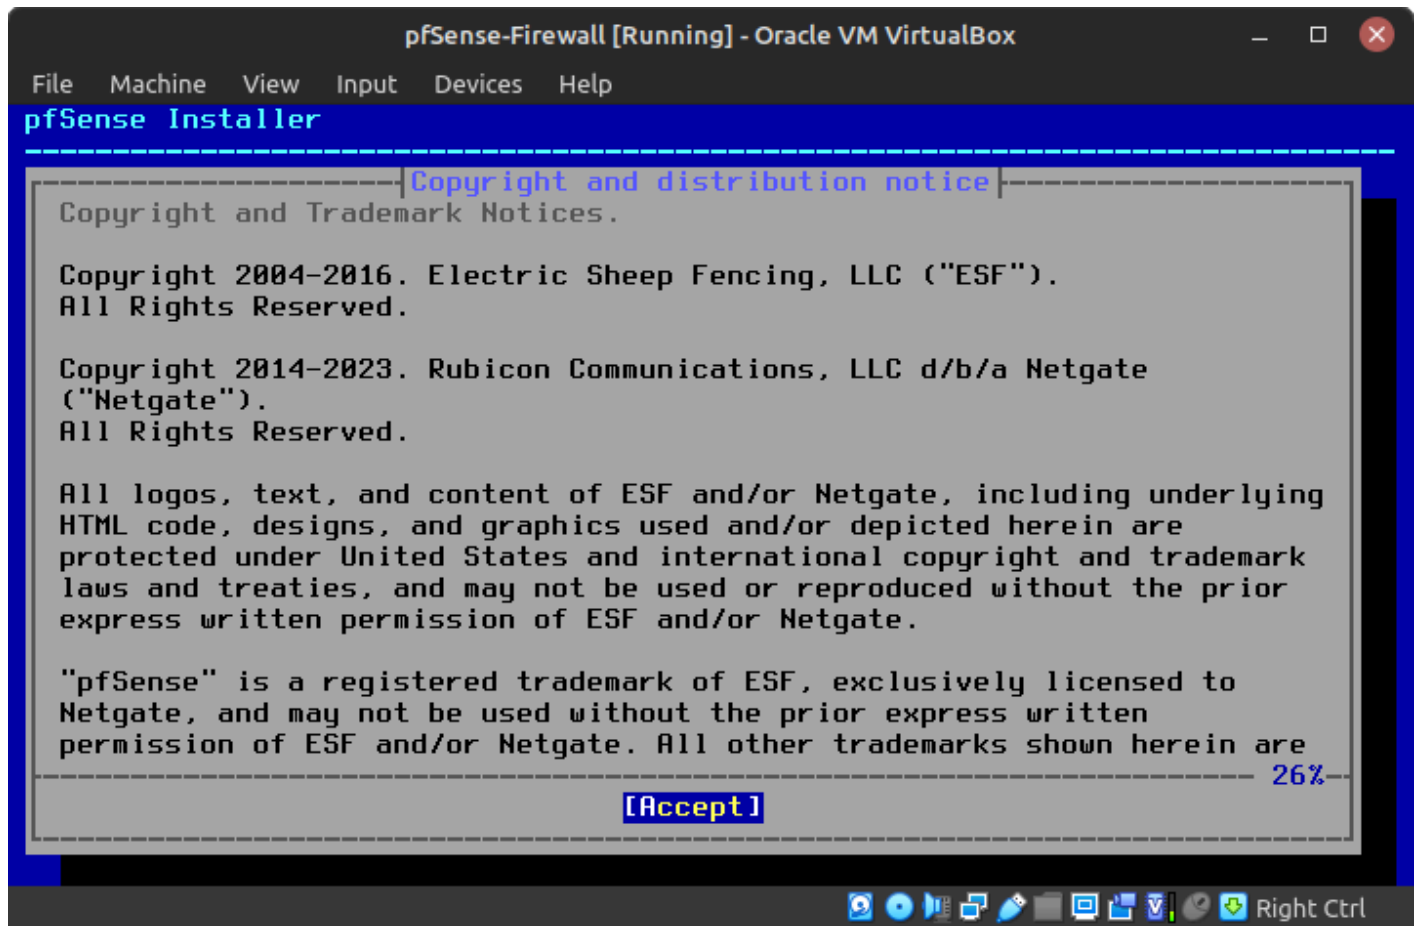 pfSense-Firewall [Running] - Oracle VM VirtualBox
File Machine View Input Devices Help
pfSense Installer
Copyright and distribution notice
Copyright and Trademark Notices.
Copyright 2004-2016. Electric Sheep Fencing, LLC ("ESF").
All Rights Reserved.
Copyright 2014-2023. Rubicon Communications, LLC d/b/a Netgate
("Netgate").
All Rights Reserved.
All logos, text, and content of ESF and/or Netgate, including underlying
HTML code, designs, and graphics used and/or depicted herein are
protected under United States and international copyright and trademark
laws and treaties, and may not be used or reproduced without the prior
express written permission of ESF and/or Netgate.
"pfSense" is a registered trademark of ESF, exclusively licensed to
Netgate, and may not be used without the prior express written
permission of ESF and/or Netgate. All other trademarks shown herein are
26%
[Accept]
Right Ctrl